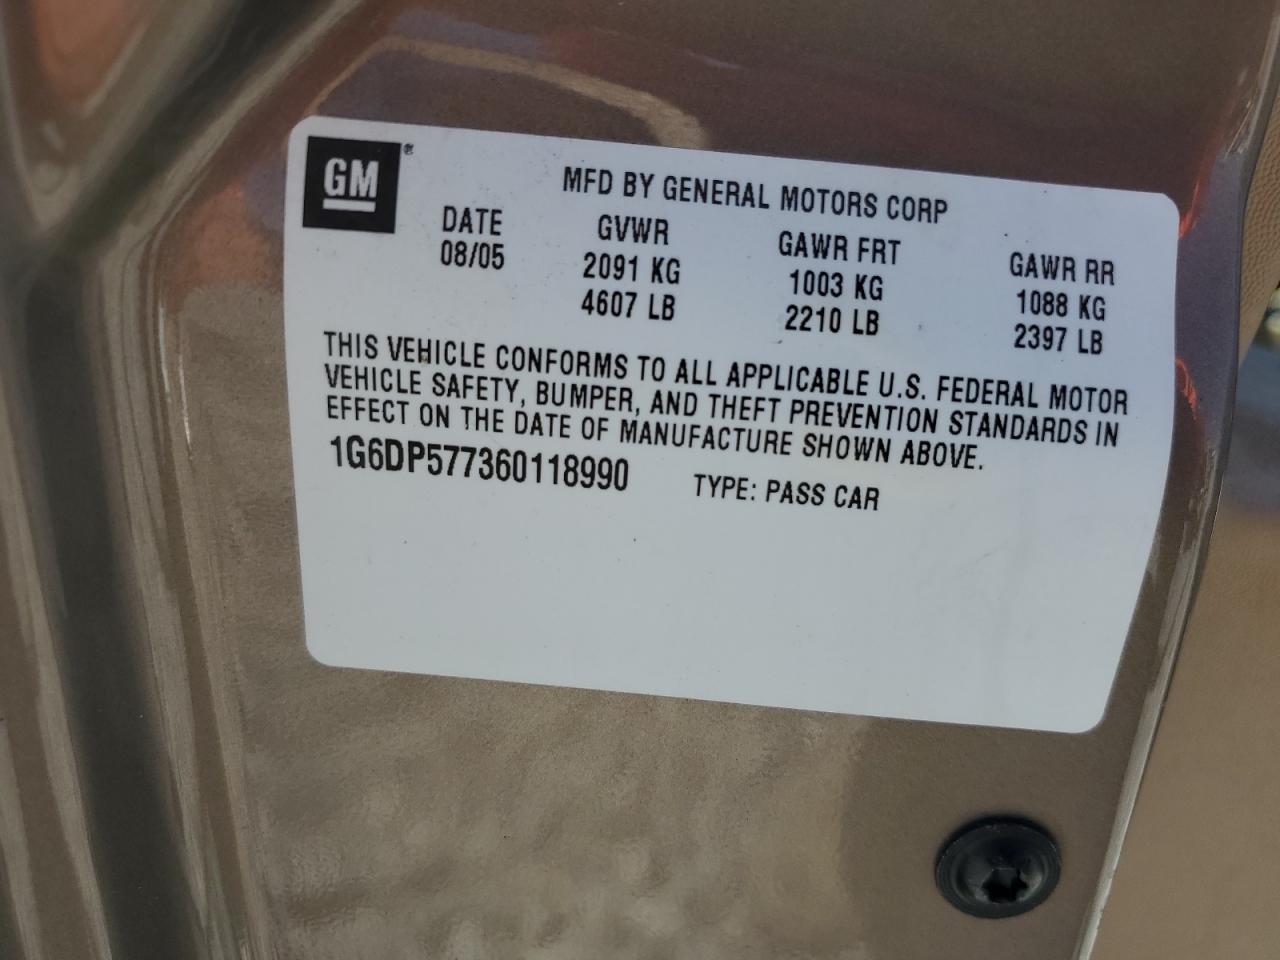 GM®
MFD BY GENERAL MOTORS CORP
DATE GVWR GAWR FRT GAWR RR
08/05 2091 KG 1003 KG 1088 KG
4607 LB 2210 LB 2397 LB
THIS VEHICLE CONFORMS TO ALL APPLICABLE U.S. FEDERAL MOTOR
VEHICLE SAFETY, BUMPER, AND THEFT PREVENTION STANDARDS IN
EFFECT ON THE DATE OF MANUFACTURE SHOWN ABOVE.
1G6DP577360118990 TYPE: PASS CAR